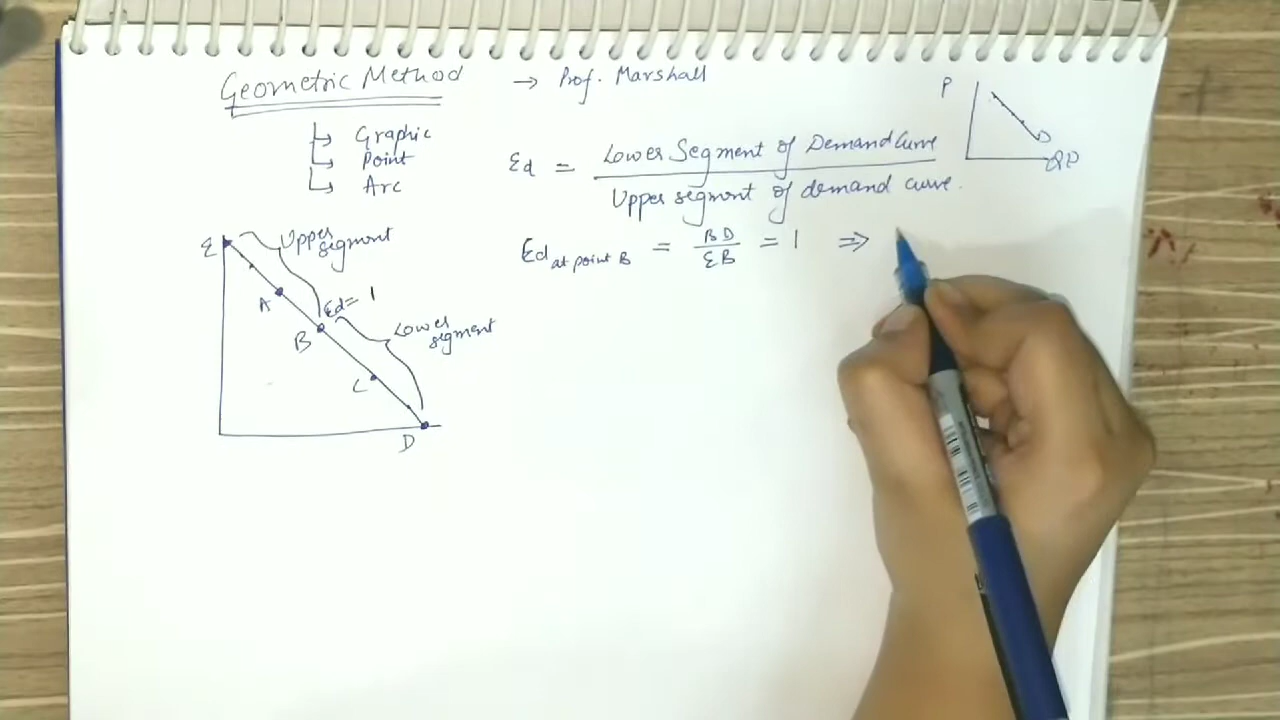 Geometric Method → Prof. Marshall
Graphic
Point
Arc
Ed = Lower Segment of Demand Curve
Upper segment of demand curve.
P
D
QD
Ed at point B = BD/EB = 1 ⇒
E
Upper segment
A
Ed = 1
B
Lower segment
C
D